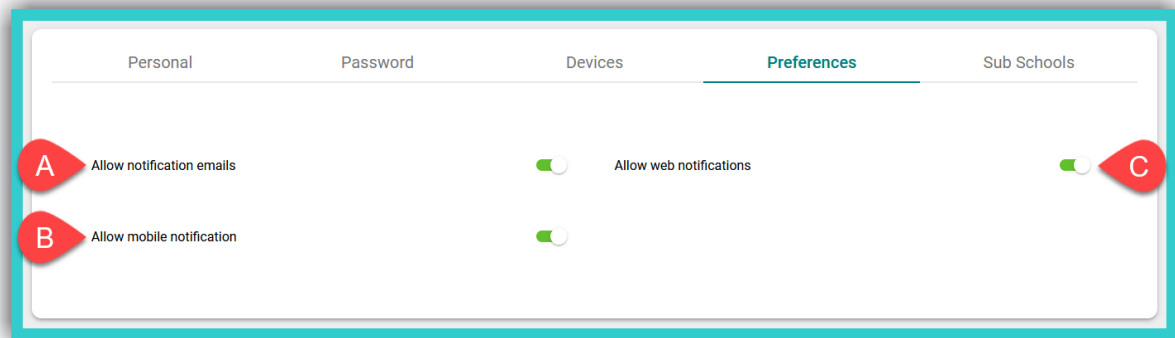 Personal Password Devices Preferences Sub Schools
A Allow notification emails Allow web notifications C
B Allow mobile notification